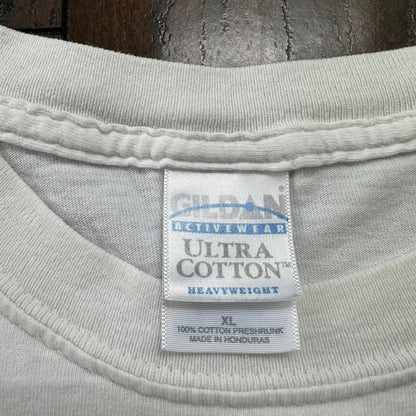 GILDAN
ACTIVEWEAR
ULTRA
COTTON™
HEAVYWEIGHT
XL
100% COTTON PRESHRUNK
MADE IN HONDURAS